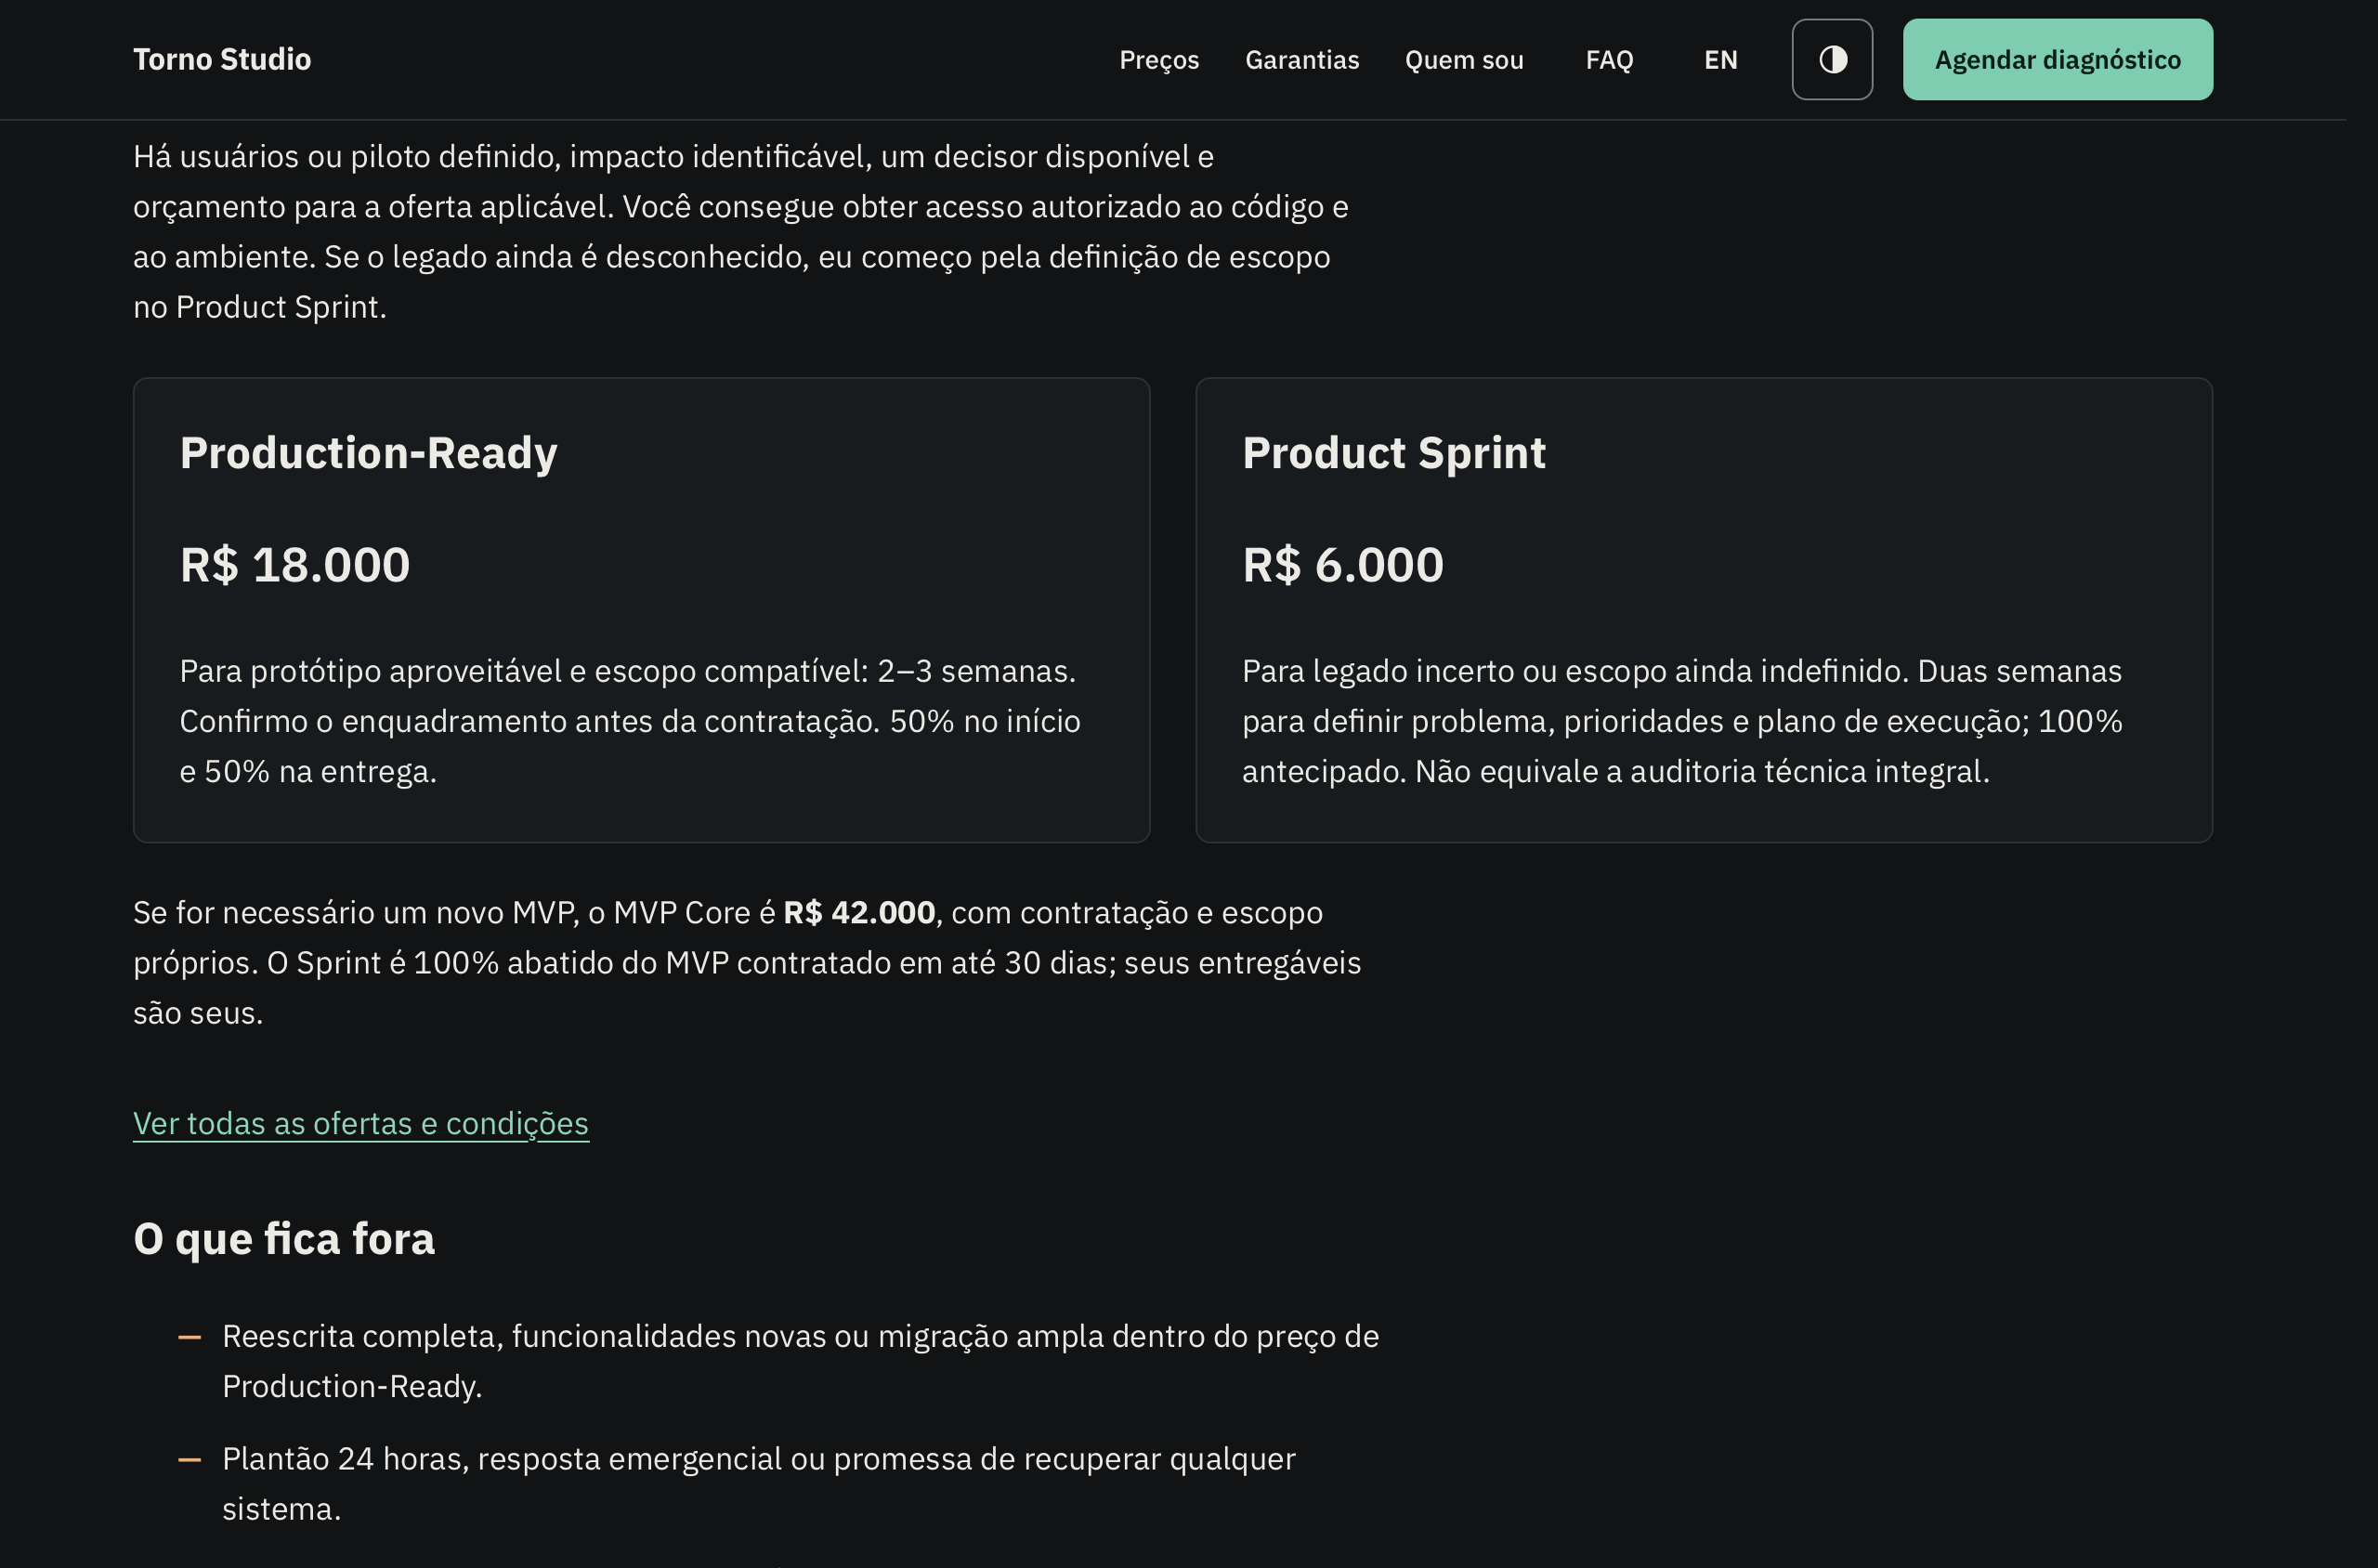 Torno Studio
Preços
Garantias
Quem sou
FAQ
EN
Agendar diagnóstico
Há usuários ou piloto definido, impacto identificável, um decisor disponível e
orçamento para a oferta aplicável. Você consegue obter acesso autorizado ao código e
ao ambiente. Se o legado ainda é desconhecido, eu começo pela definição de escopo
no Product Sprint.
Production-Ready
R$ 18.000
Para protótipo aproveitável e escopo compatível: 2–3 semanas.
Confirmo o enquadramento antes da contratação. 50% no início
e 50% na entrega.
Product Sprint
R$ 6.000
Para legado incerto ou escopo ainda indefinido. Duas semanas
para definir problema, prioridades e plano de execução; 100%
antecipado. Não equivale a auditoria técnica integral.
Se for necessário um novo MVP, o MVP Core é R$ 42.000, com contratação e escopo
próprios. O Sprint é 100% abatido do MVP contratado em até 30 dias; seus entregáveis
são seus.
Ver todas as ofertas e condições
O que fica fora
— Reescrita completa, funcionalidades novas ou migração ampla dentro do preço de
Production-Ready.
— Plantão 24 horas, resposta emergencial ou promessa de recuperar qualquer
sistema.